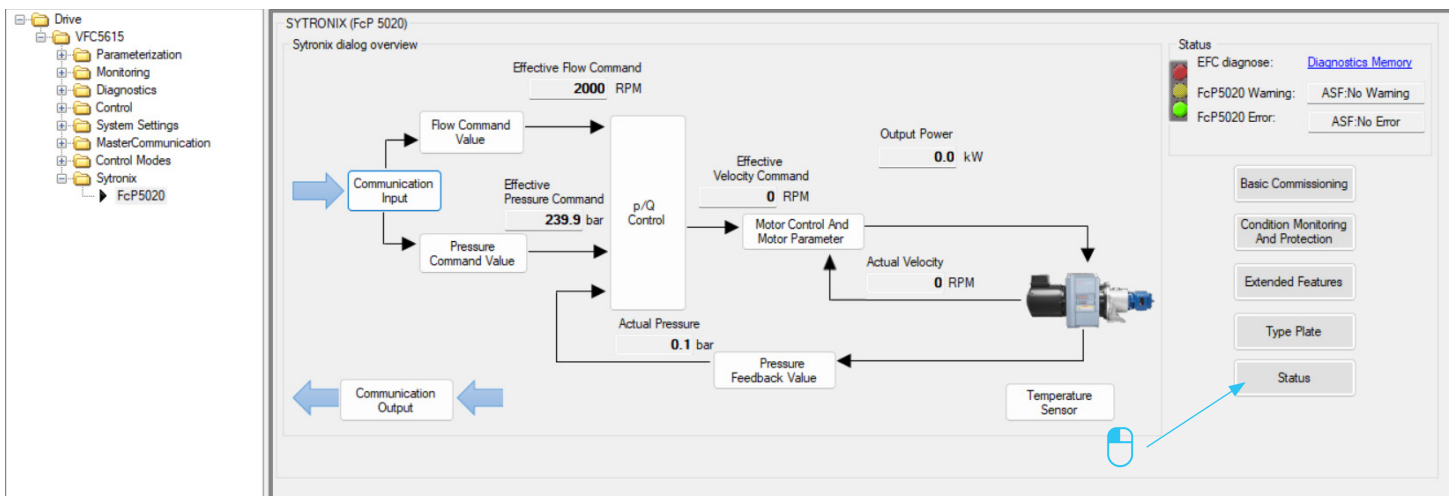 Drive
VFC5615
Parameterization
Monitoring
Diagnostics
Control
System Settings
MasterCommunication
Control Modes
Sytronix
FcP5020
SYTRONIX (FcP 5020)
Sytronix dialog overview
Effective Flow Command
2000 RPM
Flow Command
Value
Communication
Input
Effective
Pressure Command
239.9 bar
Pressure
Command Value
p/Q
Control
Effective
Velocity Command
0 RPM
Output Power
0.0 kW
Motor Control And
Motor Parameter
Actual Velocity
0 RPM
Actual Pressure
0.1 bar
Pressure
Feedback Value
Communication
Output
Temperature
Sensor
Status
EFC diagnose: Diagnostics Memory
FcP5020 Warning: ASF:No Warning
FcP5020 Error: ASF:No Error
Basic Commissioning
Condition Monitoring
And Protection
Extended Features
Type Plate
Status